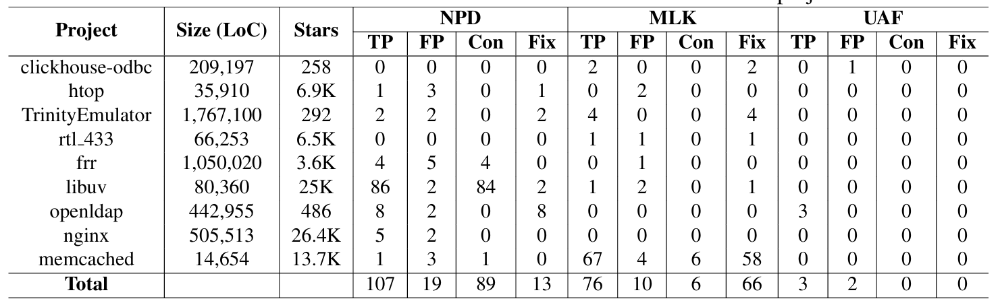 NPD MLK UAF
Project Size (LoC) Stars
TP FP Con Fix TP FP Con Fix TP FP Con Fix
clickhouse-odbc 209,197 258 0 0 0 0 2 0 0 2 0 1 0 0
htop 35,910 6.9K 1 3 0 1 0 2 0 0 0 0 0 0
TrinityEmulator 1,767,100 292 2 2 0 2 4 0 0 4 0 0 0 0
rtl_433 66,253 6.5K 0 0 0 0 1 1 0 1 0 0 0 0
frr 1,050,020 3.6K 4 5 4 0 0 1 0 0 0 0 0 0
libuv 80,360 25K 86 2 84 2 1 2 0 1 0 0 0 0
openldap 442,955 486 8 2 0 8 0 0 0 0 3 0 0 0
nginx 505,513 26.4K 5 2 0 0 0 0 0 0 0 0 0 0
memcached 14,654 13.7K 1 3 1 0 67 4 6 58 0 0 0 0
Total 107 19 89 13 76 10 6 66 3 2 0 0